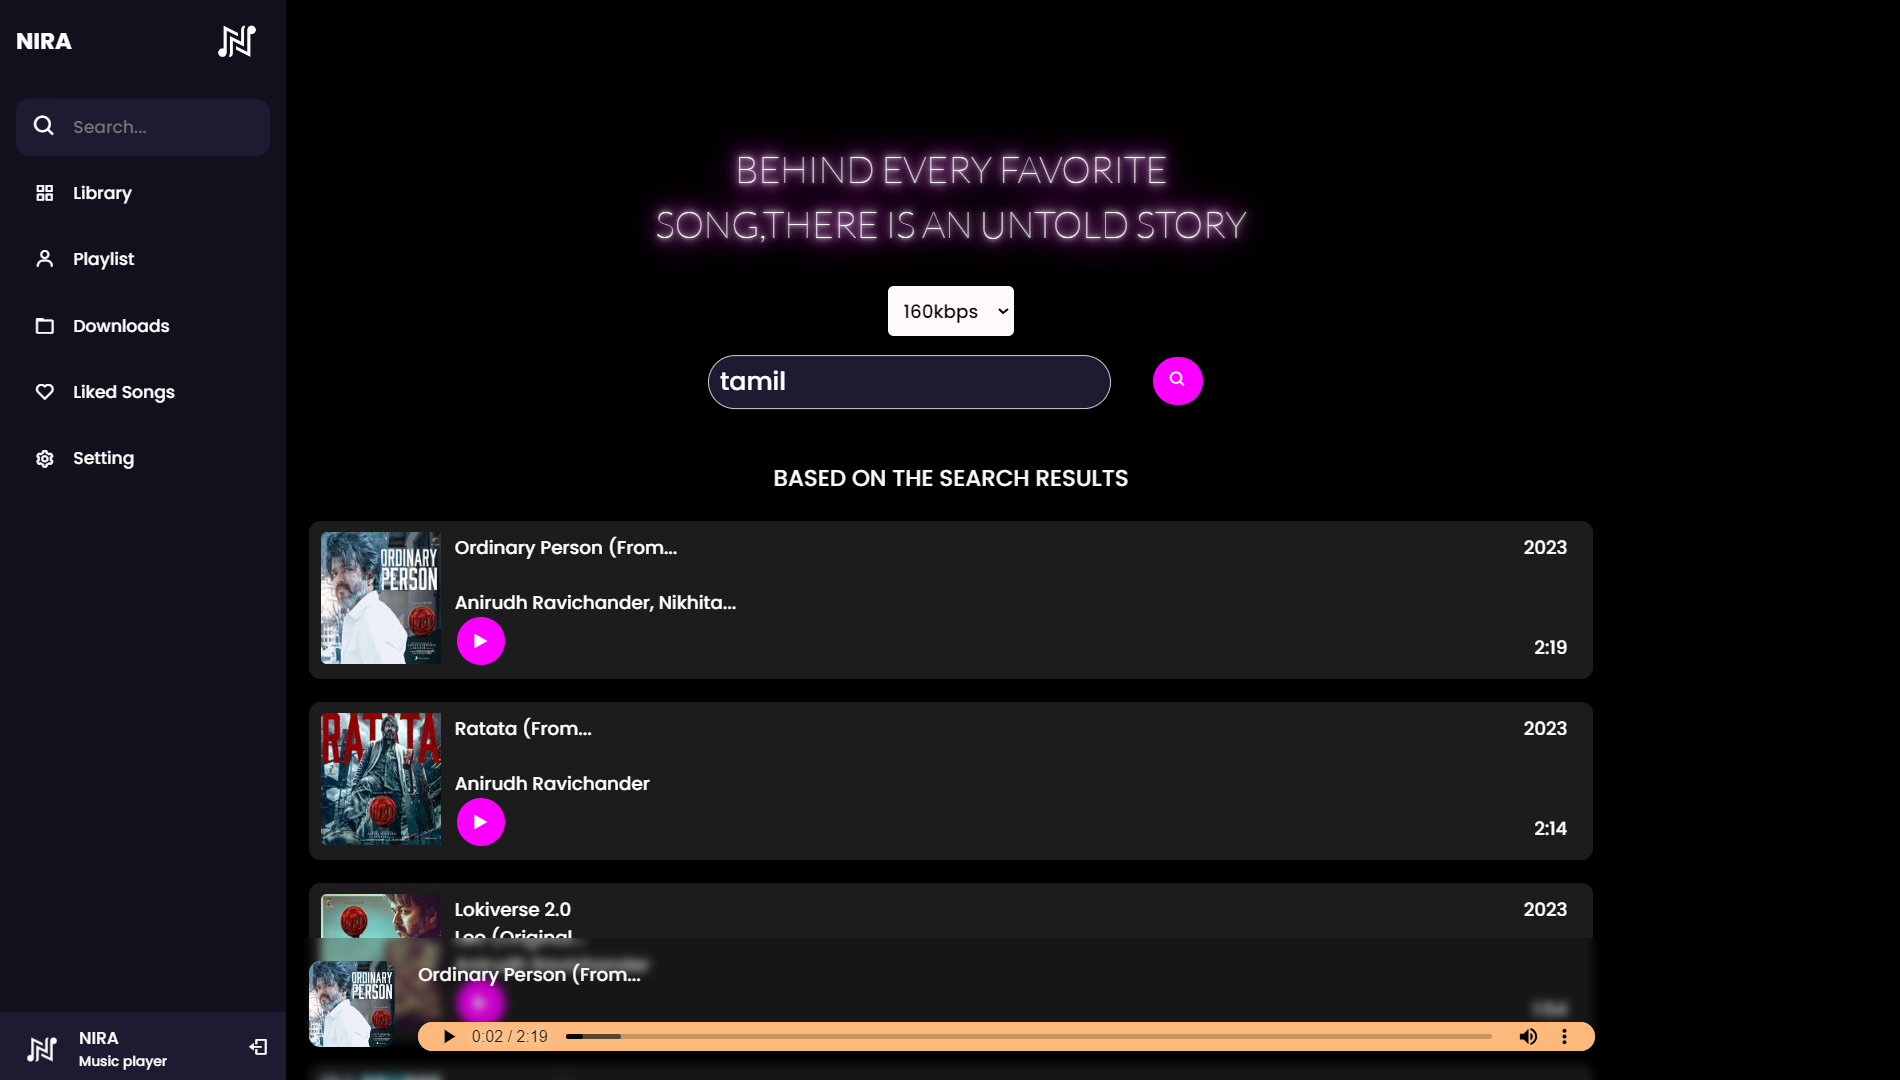 NIRA
Search...
Library
Playlist
Downloads
Liked Songs
Setting
NIRA
Music player
BEHIND EVERY FAVORITE
SONG,THERE IS AN UNTOLD STORY
160kbps
tamil
BASED ON THE SEARCH RESULTS
ORDINARY
PERSON
Ordinary Person (From...
2023
Anirudh Ravichander, Nikhita...
2:19
RATATA
Ratata (From...
2023
Anirudh Ravichander
2:14
Lokiverse 2.0
2023
Leo (Original...
Anirudh Ravichander
ORDINARY
PERSON
Ordinary Person (From...
0:02 / 2:19